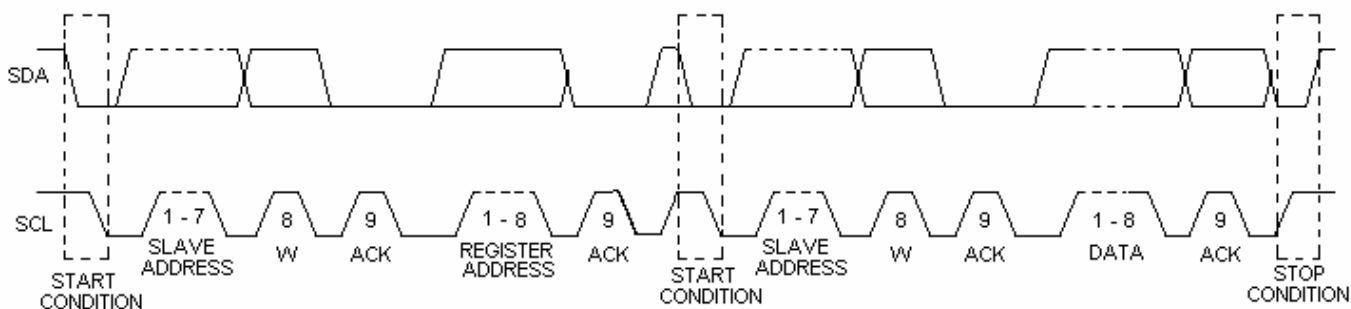 SDA
SCL
1 - 7
8
9
1 - 8
9
1 - 7
8
9
1 - 8
9
SLAVE
ADDRESS
W
ACK
REGISTER
ADDRESS
ACK
SLAVE
ADDRESS
W
ACK
DATA
ACK
START
CONDITION
START
CONDITION
STOP
CONDITION